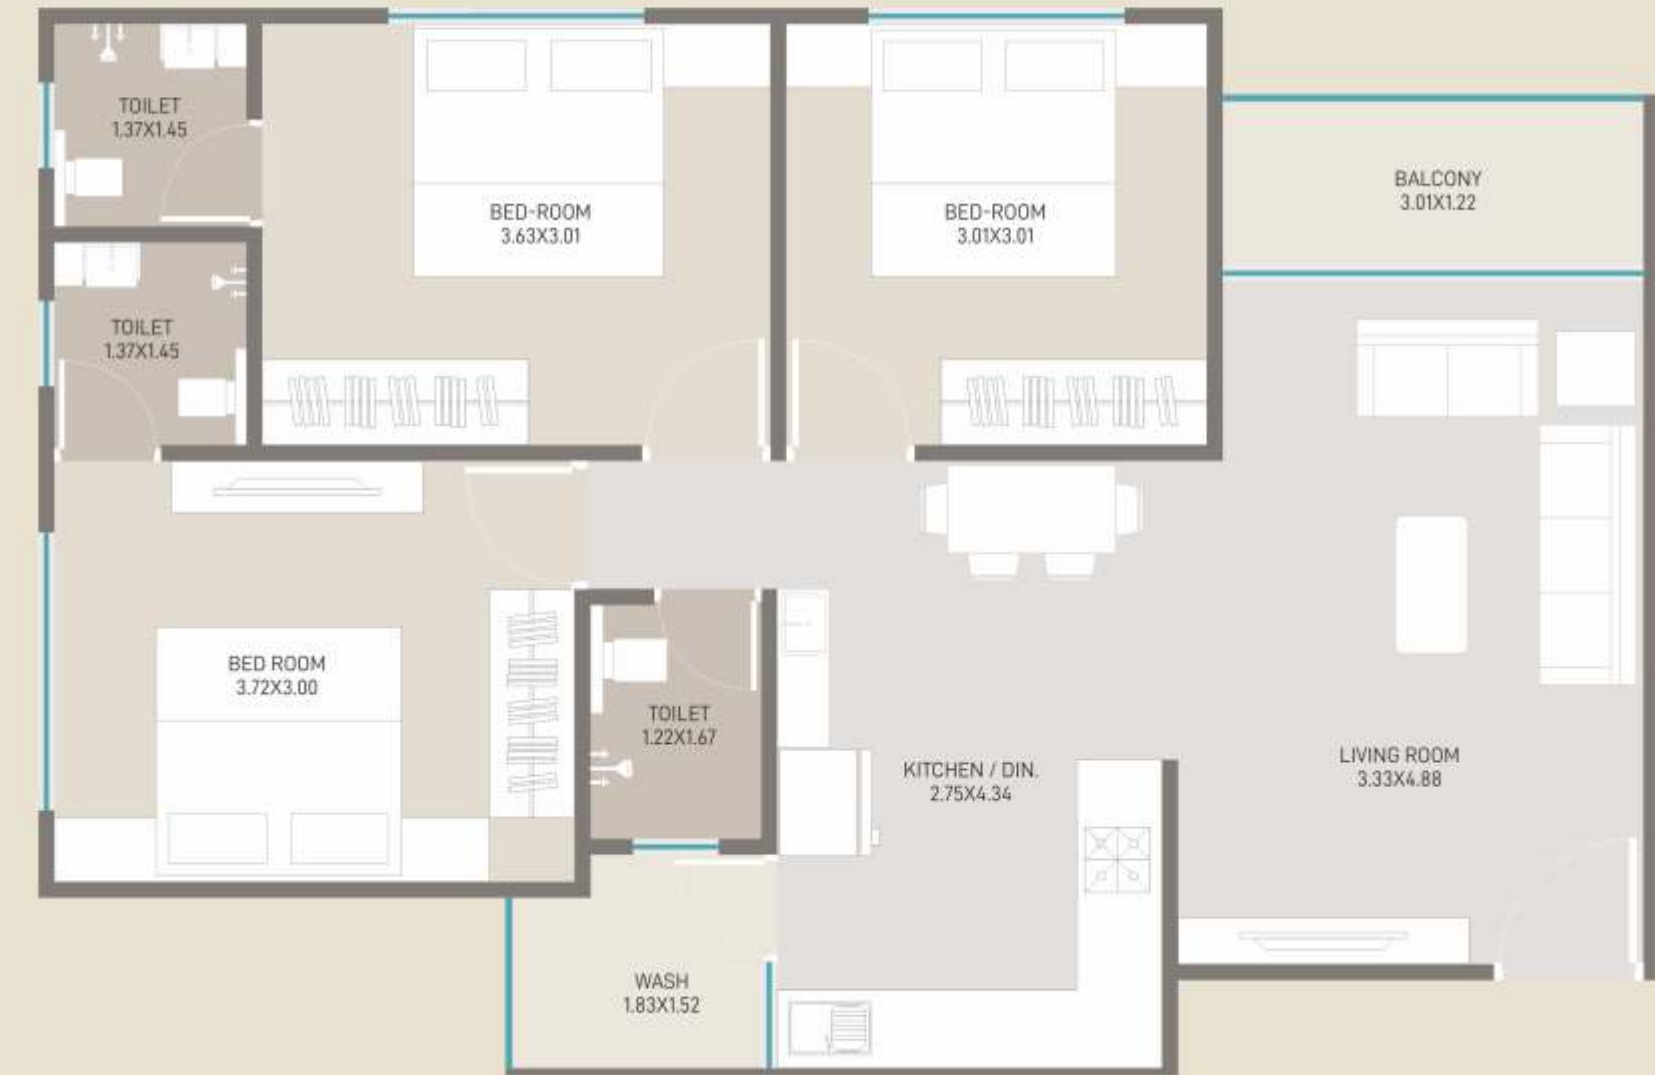 TOILET
1.37X1.45
BED-ROOM
3.63X3.01
BED-ROOM
3.01X3.01
BALCONY
3.01X1.22
TOILET
1.37X1.45
BED ROOM
3.72X3.00
TOILET
1.22X1.67
KITCHEN / DIN.
2.75X4.34
LIVING ROOM
3.33X4.88
WASH
1.83X1.52